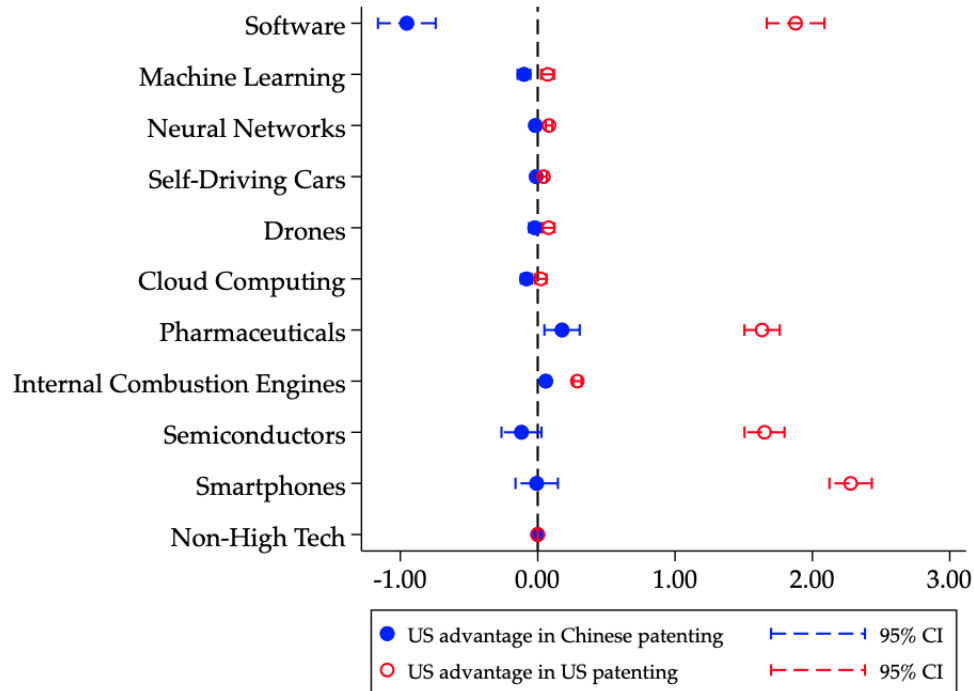 Software
Machine Learning
Neural Networks
Self-Driving Cars
Drones
Cloud Computing
Pharmaceuticals
Internal Combustion Engines
Semiconductors
Smartphones
Non-High Tech
-1.00 0.00 1.00 2.00 3.00
US advantage in Chinese patenting 95% CI
US advantage in US patenting 95% CI